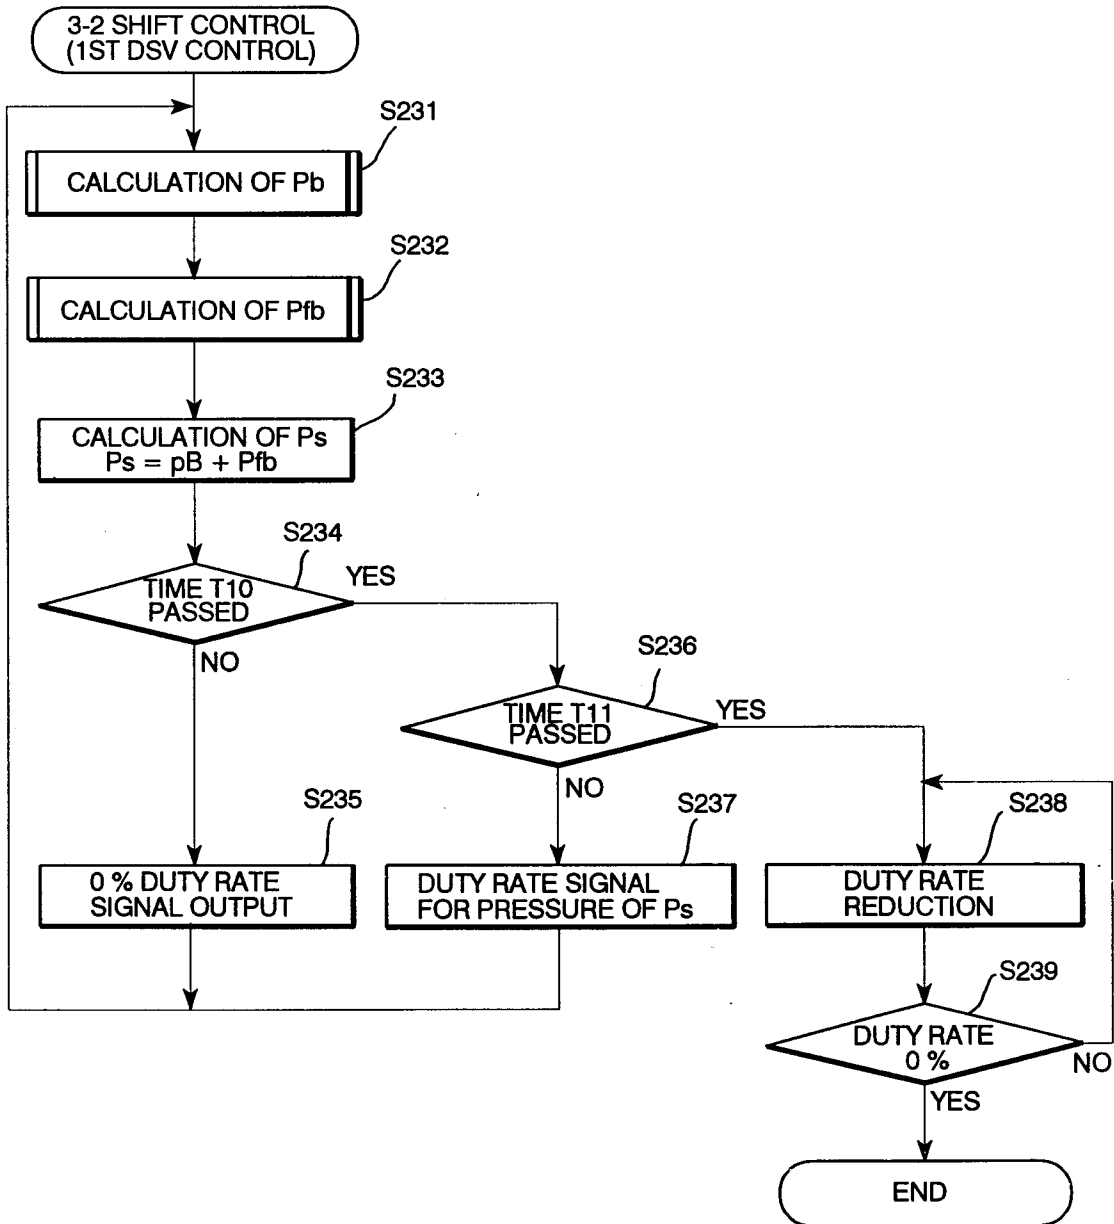 3-2 SHIFT CONTROL
(1ST DSV CONTROL)
S231
CALCULATION OF Pb
S232
CALCULATION OF Pfb
S233
CALCULATION OF Ps
Ps = pB + Pfb
S234
TIME T10
PASSED
YES
NO
S236
TIME T11
PASSED
YES
NO
S235
0 % DUTY RATE
SIGNAL OUTPUT
S237
DUTY RATE SIGNAL
FOR PRESSURE OF Ps
S238
DUTY RATE
REDUCTION
S239
DUTY RATE
0 %
NO
YES
END